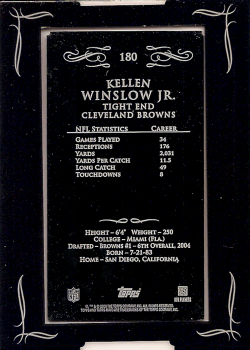 180
KELLEN
WINSLOW JR.
TIGHT END
CLEVELAND BROWNS
NFL STATISTICS CAREER
GAMES PLAYED 34
RECEPTIONS 176
YARDS 2,031
YARDS PER CATCH 11.5
LONG CATCH 49
TOUCHDOWNS 8
HEIGHT – 6'4" WEIGHT – 250
COLLEGE – MIAMI (FLA.)
DRAFTED – BROWNS #1 – 6TH OVERALL, 2004
BORN – 7-21-83
HOME – SAN DIEGO, CALIFORNIA
NFL Topps PLAYERS